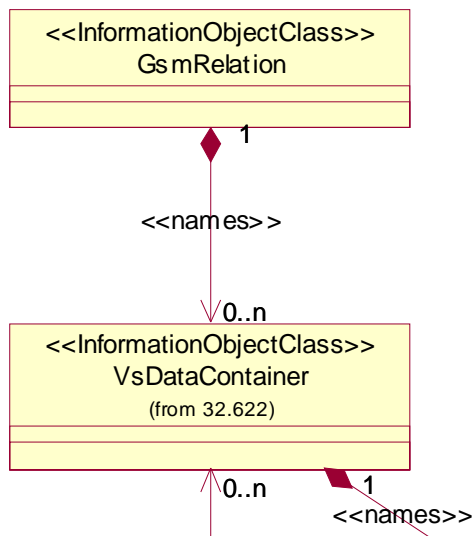 <<InformationObjectClass>>
GsmRelation
1
<<names>>
0..n
<<InformationObjectClass>>
VsDataContainer
(from 32.622)
0..n
1
<<names>>